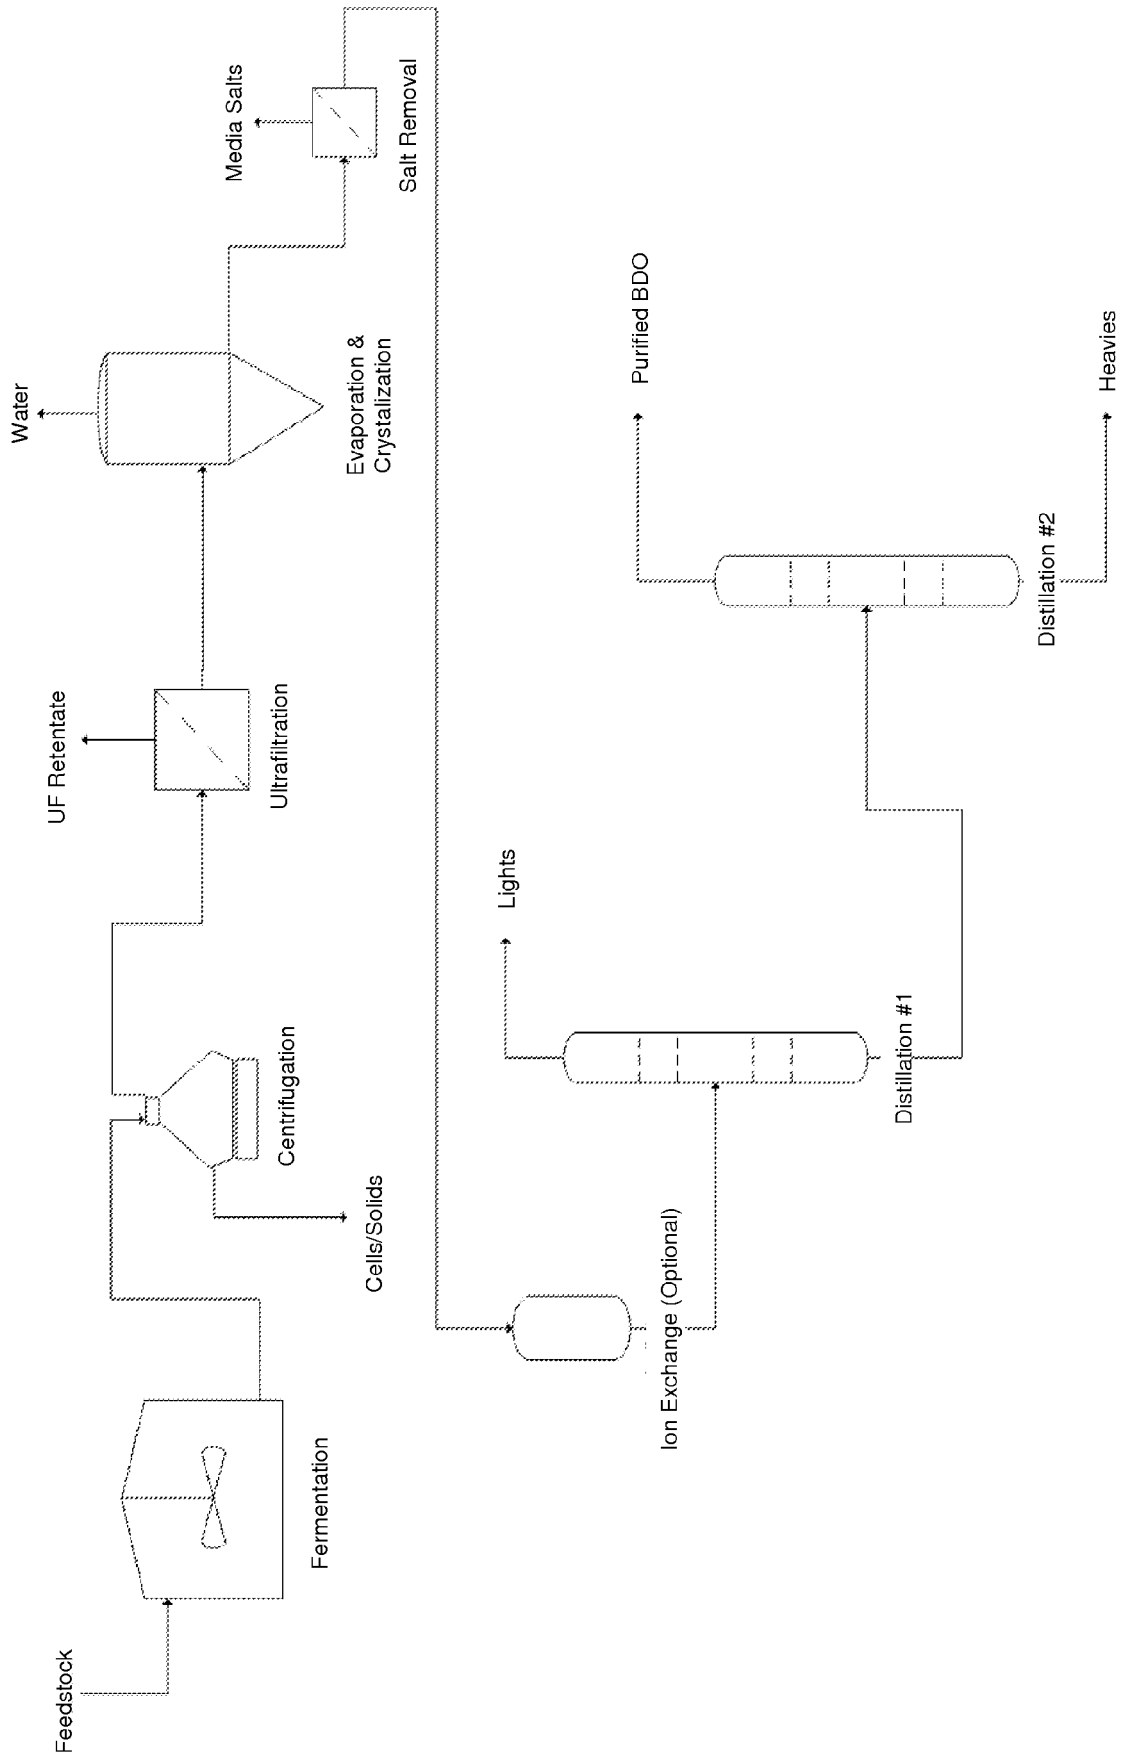 Feedstock
Fermentation
Cells/Solids
Centrifugation
UF Retentate
Ultrafiltration
Water
Evaporation &
Crystalization
Media Salts
Salt Removal
Ion Exchange (Optional)
Lights
Distillation #1
Purified BDO
Distillation #2
Heavies